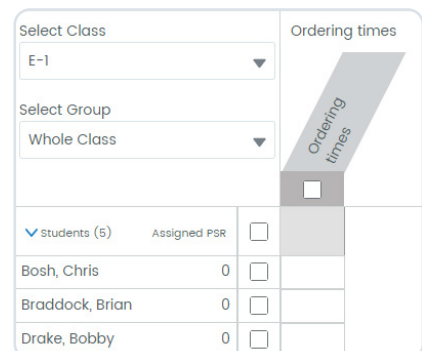 Select Class
Ordering times
E-1
Select Group
Whole Class
Ordering
times
Students (5) Assigned PSR
Bosh, Chris 0
Braddock, Brian 0
Drake, Bobby 0